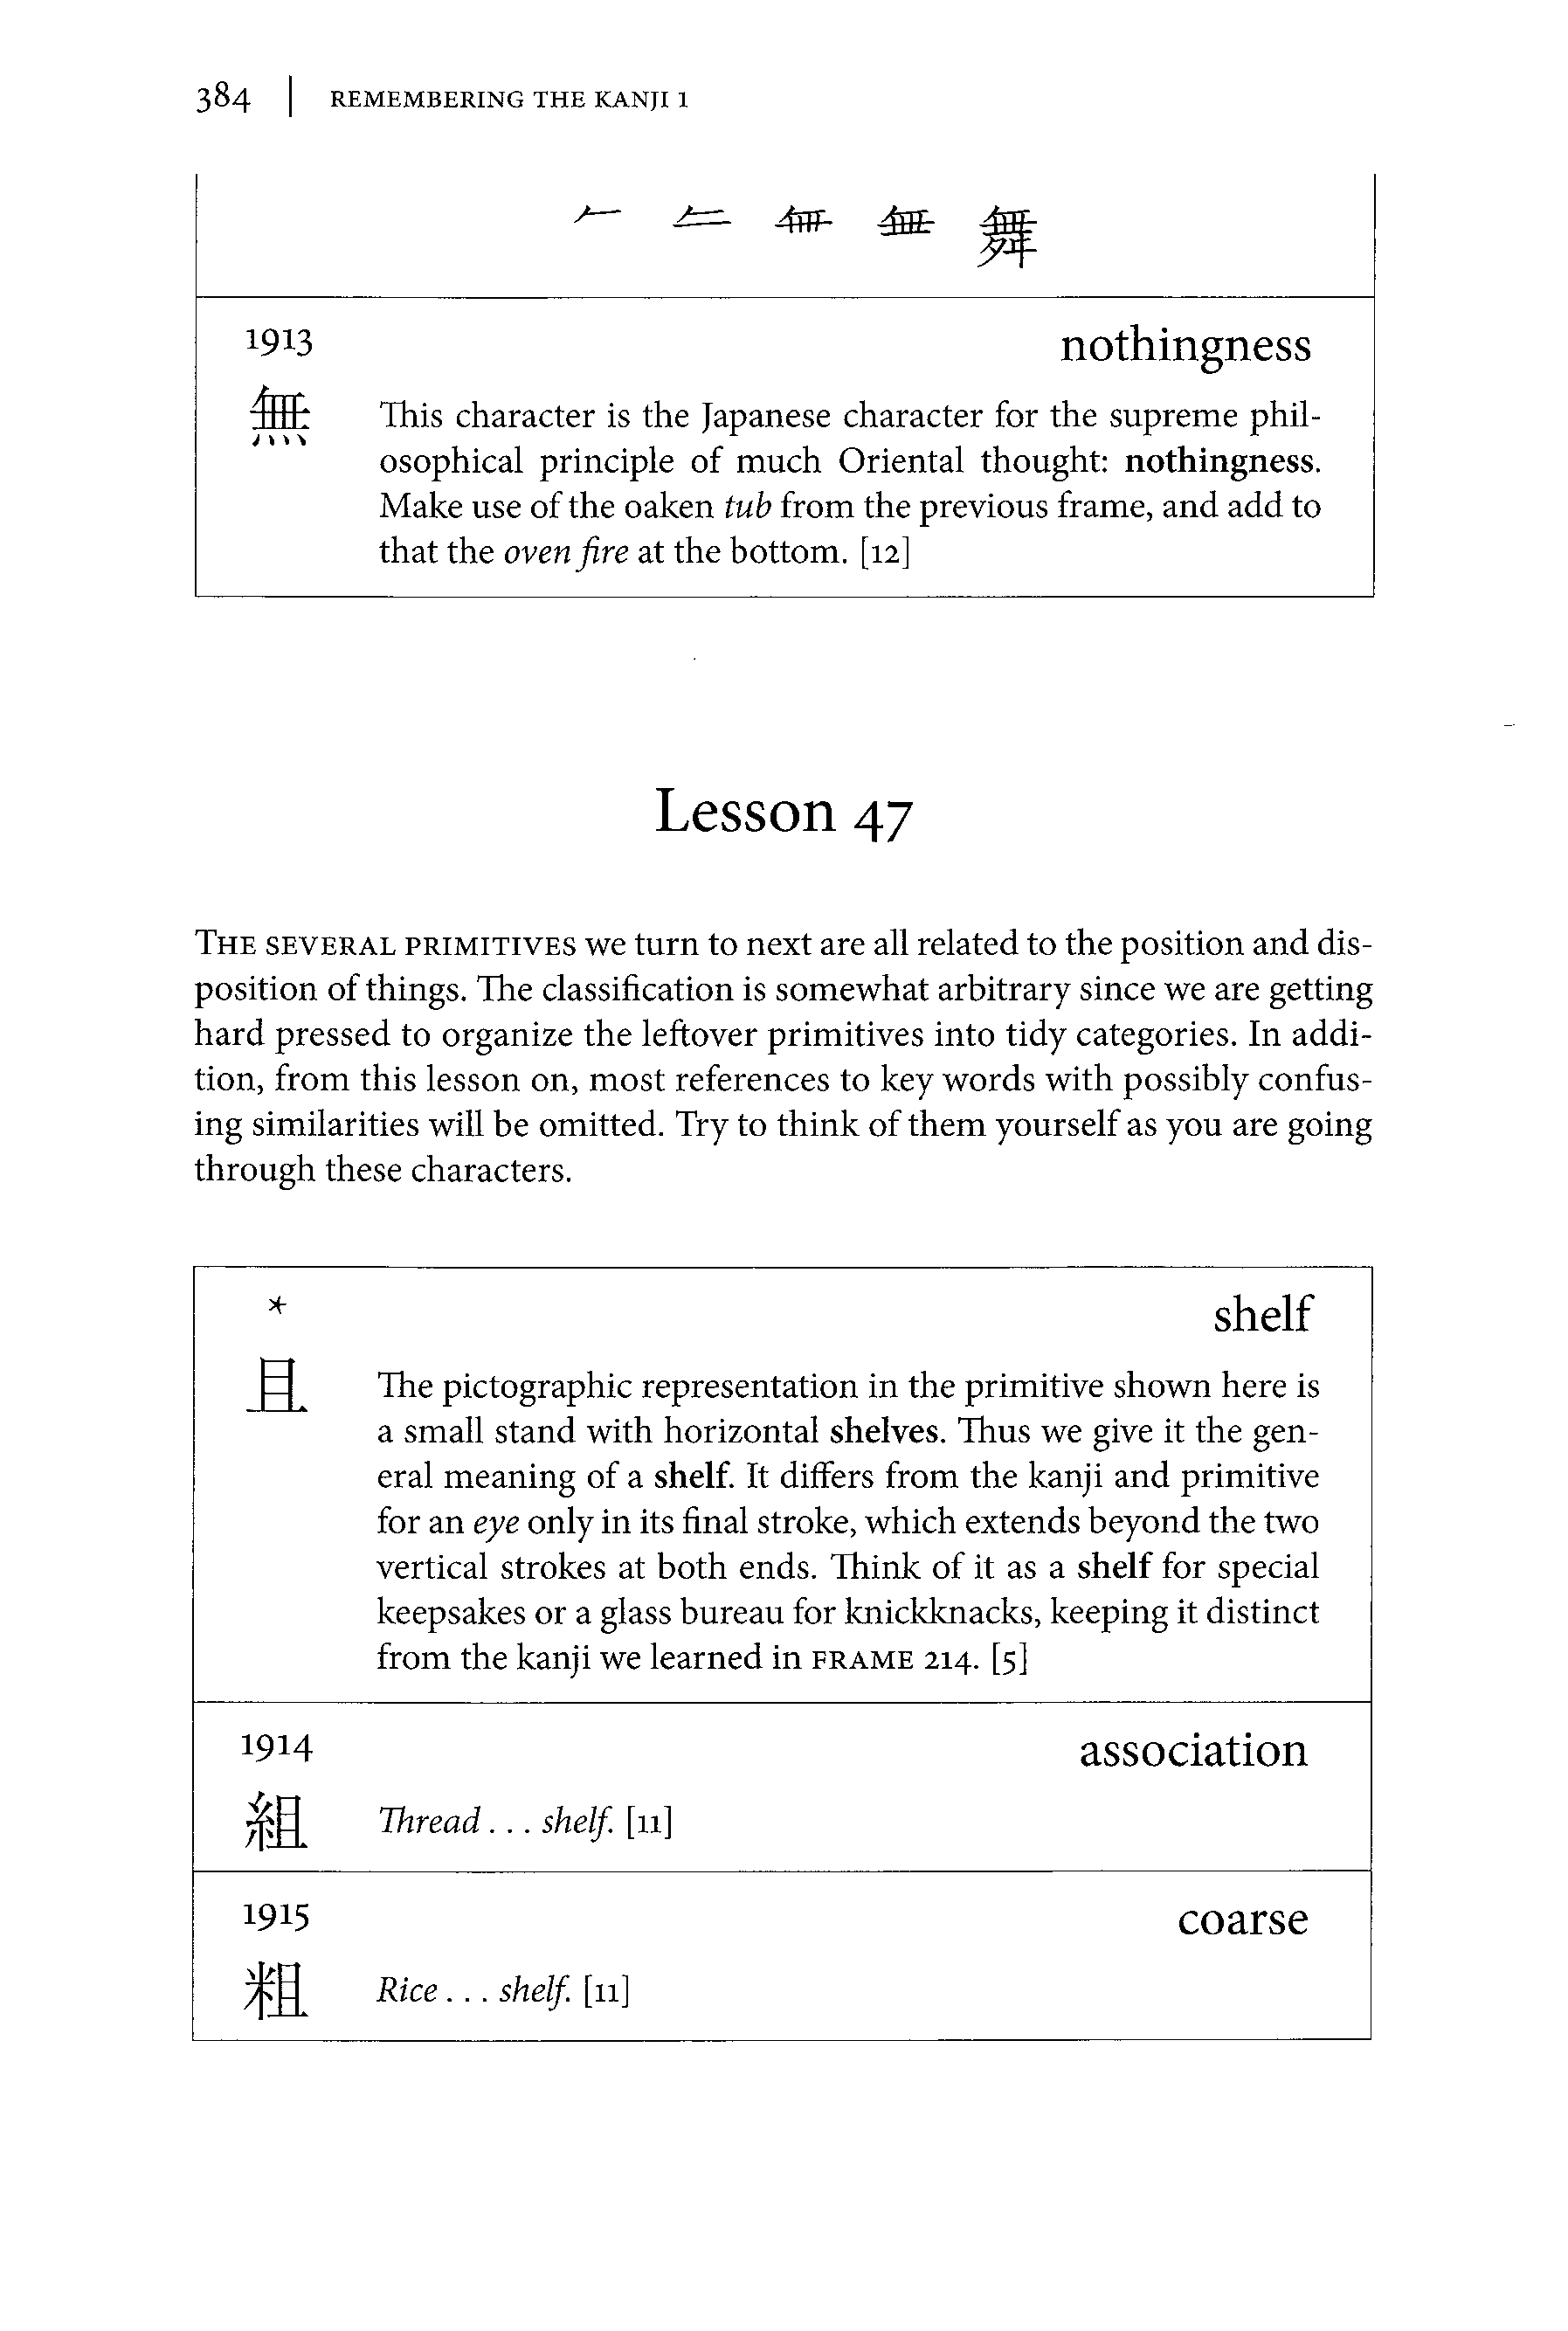 384 | REMEMBERING THE KANJI 1
舞
1913 nothingness
無 This character is the Japanese character for the supreme phil-
osophical principle of much Oriental thought: nothingness.
Make use of the oaken tub from the previous frame, and add to
that the oven fire at the bottom. [12]
Lesson 47
THE SEVERAL PRIMITIVES we turn to next are all related to the position and dis-
position of things. The classification is somewhat arbitrary since we are getting
hard pressed to organize the leftover primitives into tidy categories. In addi-
tion, from this lesson on, most references to key words with possibly confus-
ing similarities will be omitted. Try to think of them yourself as you are going
through these characters.
* shelf
且 The pictographic representation in the primitive shown here is
a small stand with horizontal shelves. Thus we give it the gen-
eral meaning of a shelf. It differs from the kanji and primitive
for an eye only in its final stroke, which extends beyond the two
vertical strokes at both ends. Think of it as a shelf for special
keepsakes or a glass bureau for knickknacks, keeping it distinct
from the kanji we learned in FRAME 214. [5]
1914 association
組 Thread . . . shelf. [11]
1915 coarse
粗 Rice . . . shelf. [11]